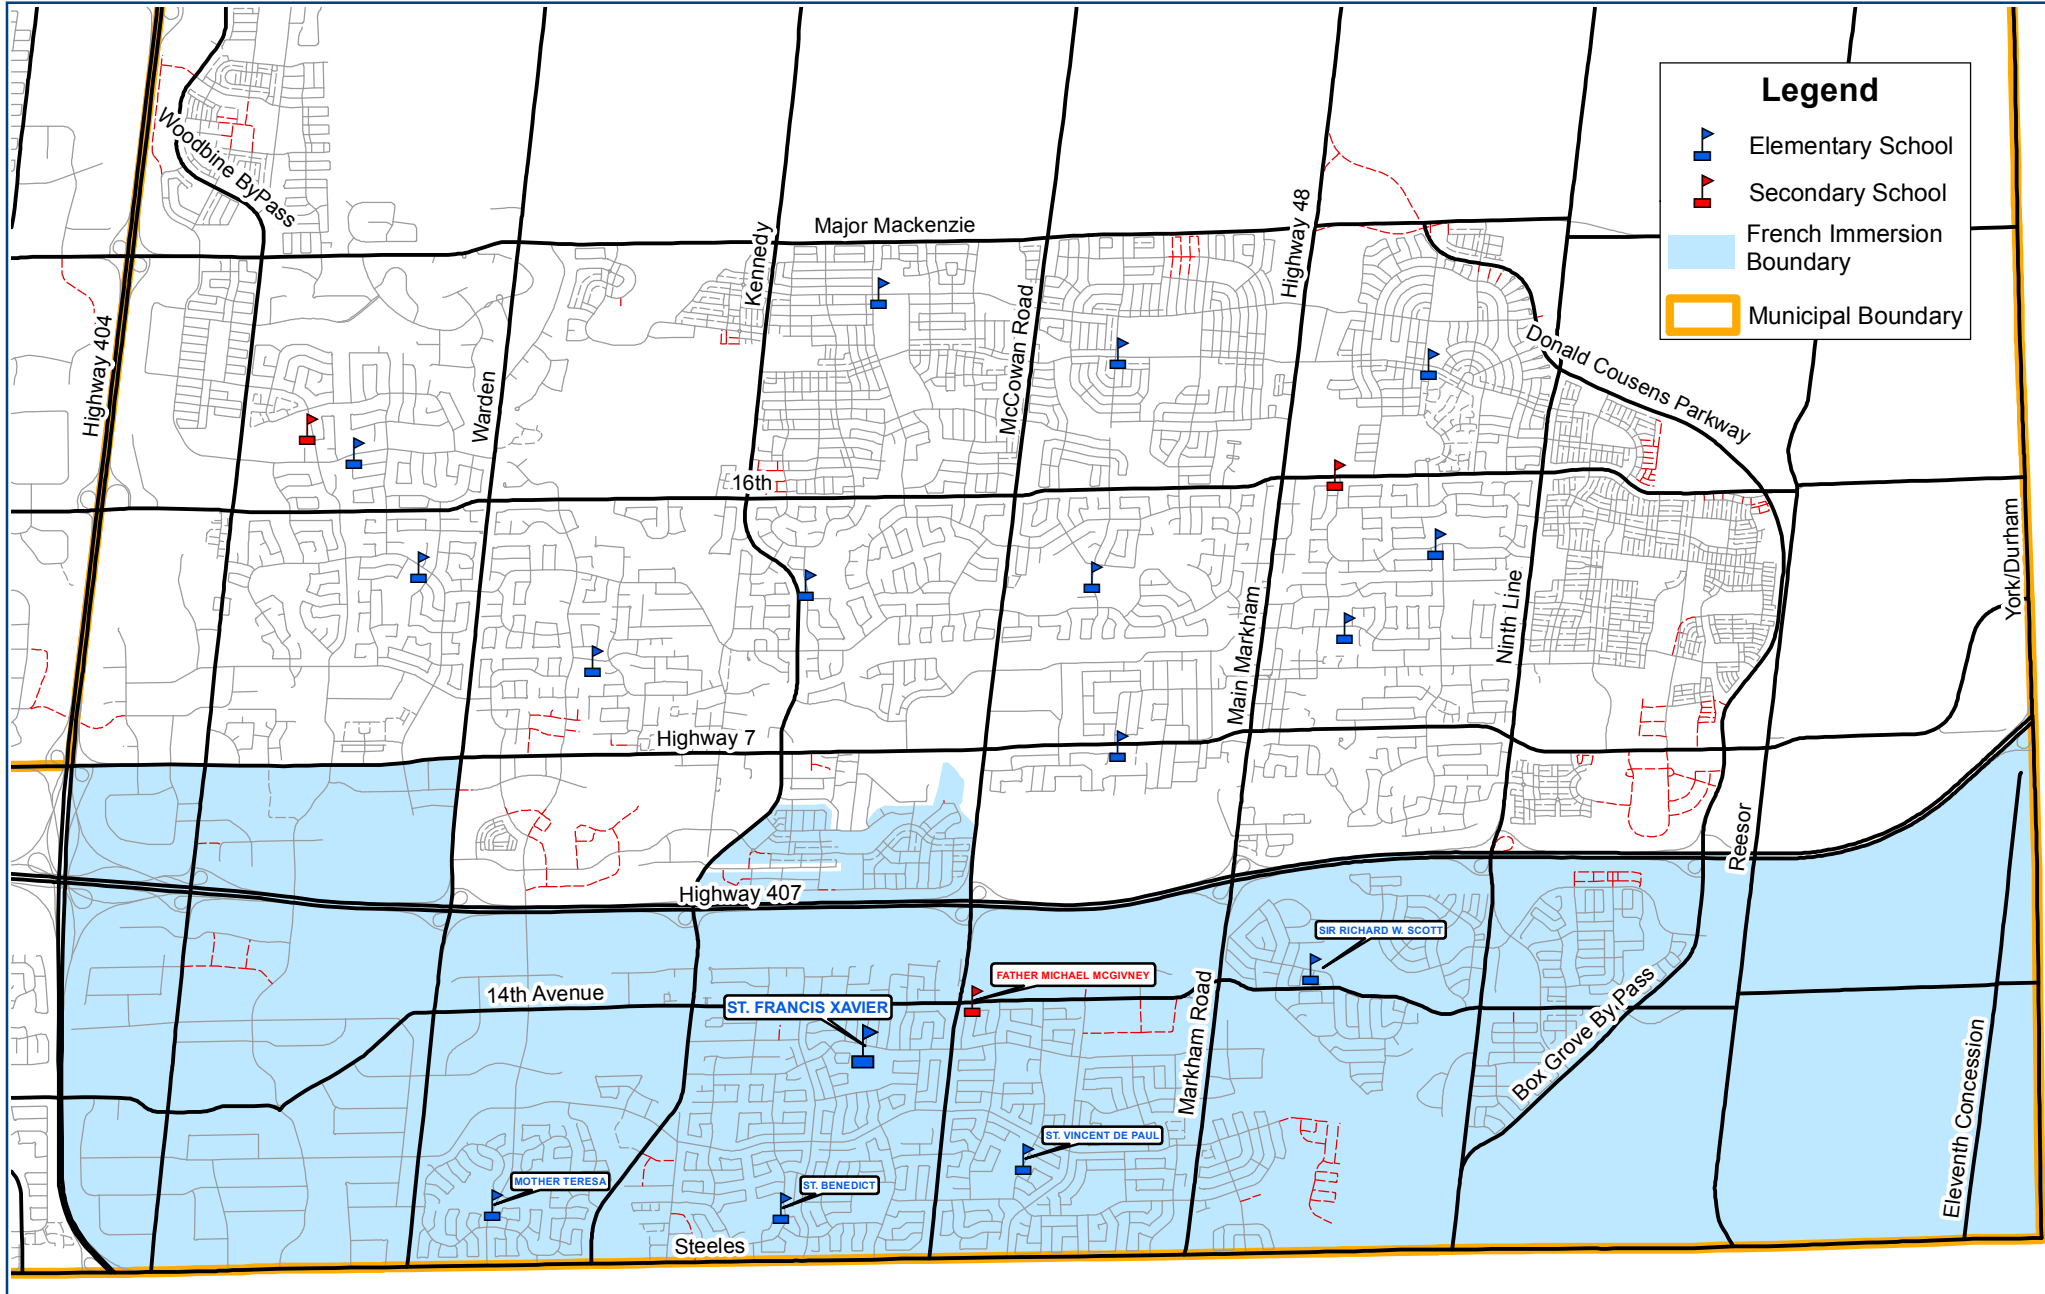 Legend
Elementary School
Secondary School
French Immersion
Boundary
Municipal Boundary
Woodbine ByPass
Major Mackenzie
Kennedy
Highway 48
McCowan Road
Highway 404
Warden
Donald Cousens Parkway
16th
York/Durham
Main Markham
Ninth Line
Highway 7
Reesor
Highway 407
SIR RICHARD W. SCOTT
FATHER MICHAEL MCGIVNEY
14th Avenue
ST. FRANCIS XAVIER
Markham Road
Box Grove By Pass
Eleventh Concession
ST. VINCENT DE PAUL
MOTHER TERESA
ST. BENEDICT
Steeles